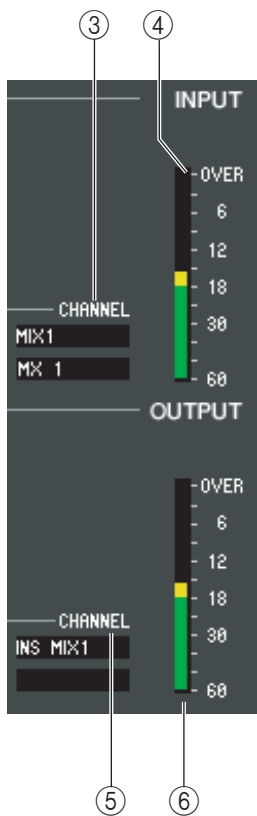 ③ ④
INPUT
OVER
6
12
18
30
60
CHANNEL
MIX1
MX 1
OUTPUT
OVER
6
12
18
30
60
CHANNEL
INS MIX1
⑤ ⑥